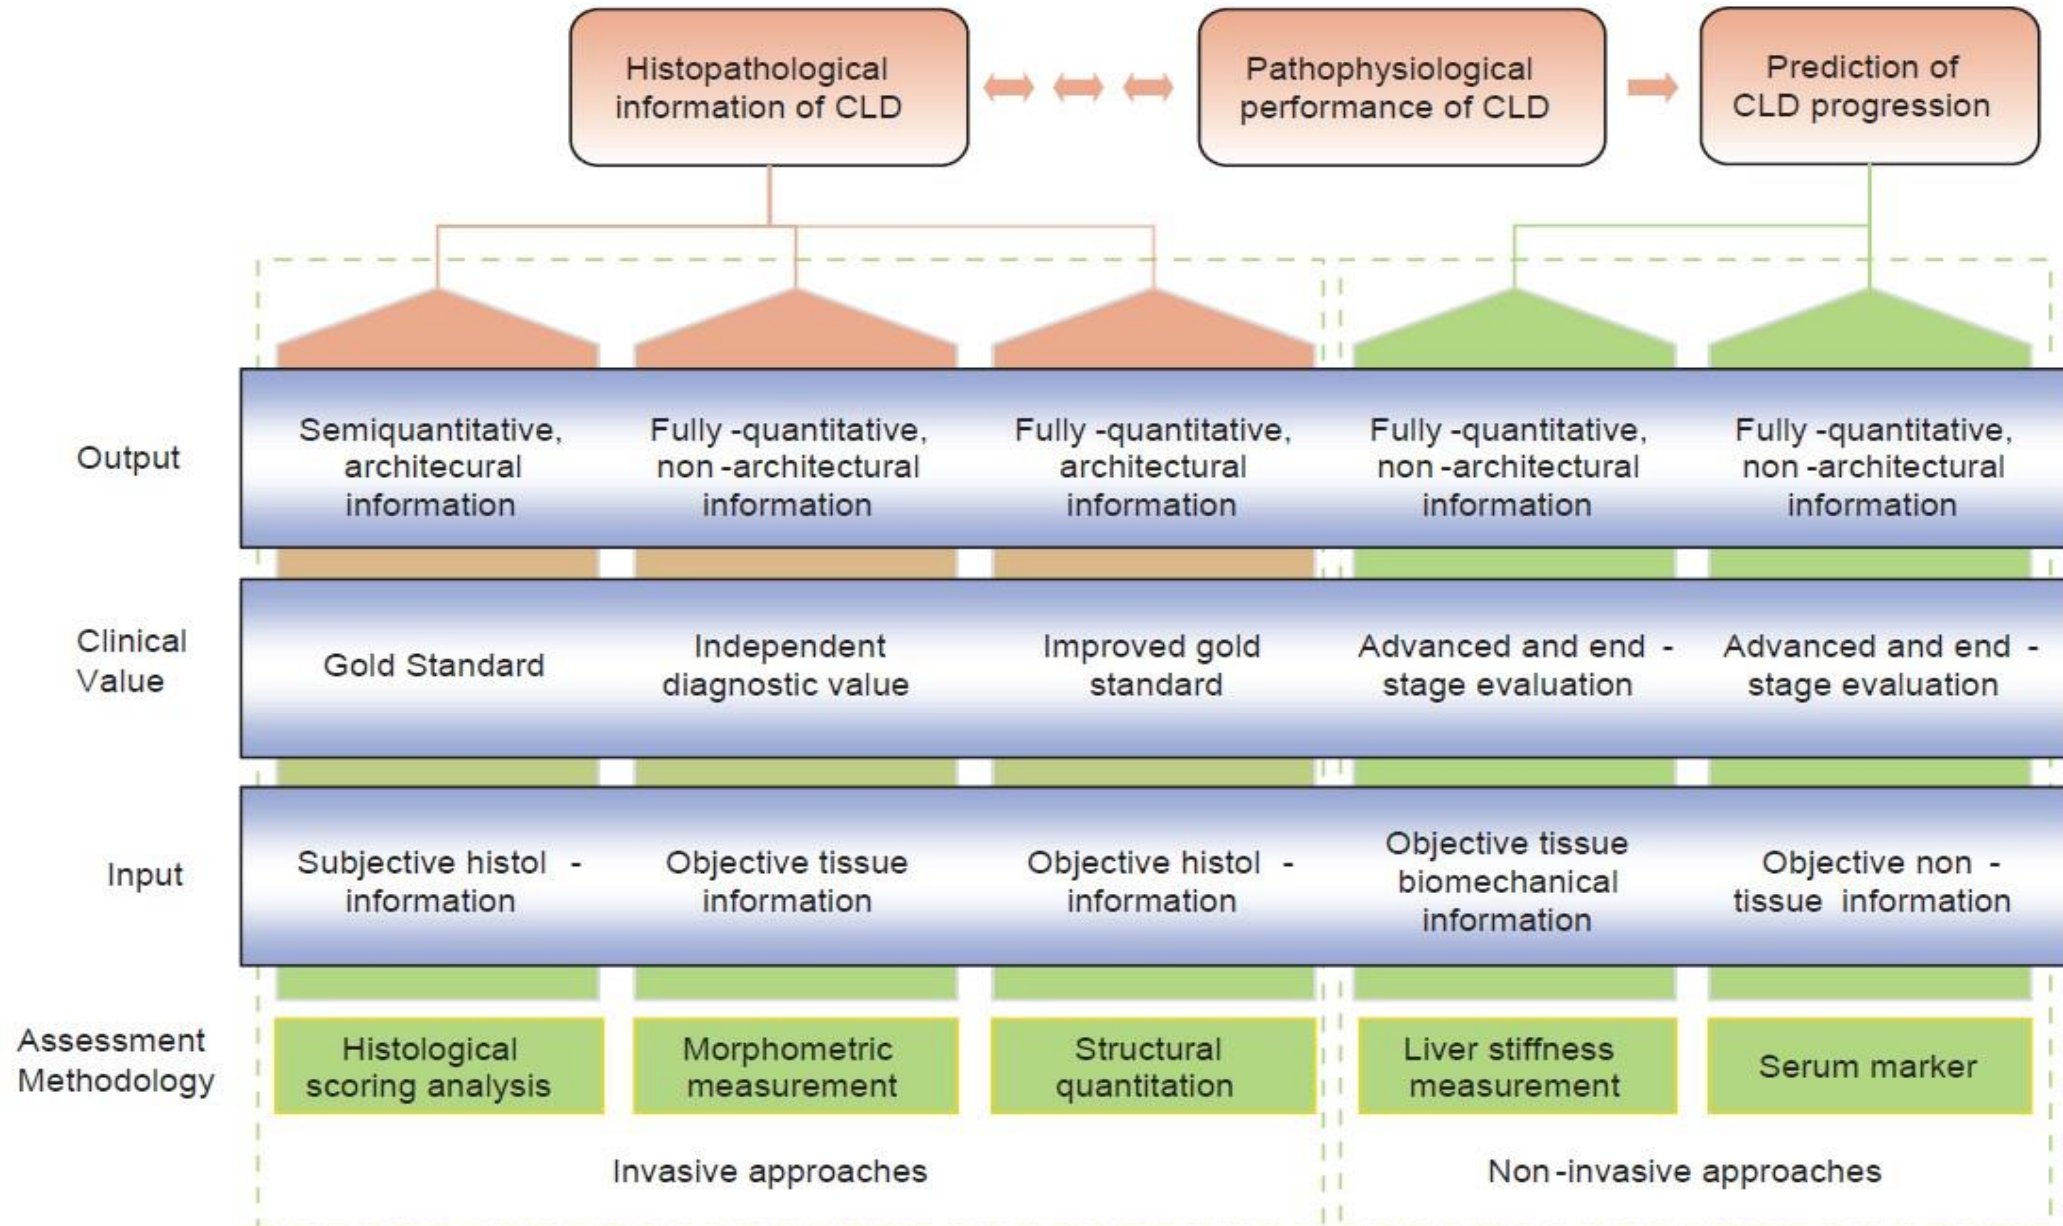 Histopathological
information of CLD
Pathophysiological
performance of CLD
Prediction of
CLD progression
Output
Semiquantitative,
architecural
information
Fully -quantitative,
non -architectural
information
Fully -quantitative,
architectural
information
Fully -quantitative,
non -architectural
information
Fully -quantitative,
non -architectural
information
Clinical
Value
Gold Standard
Independent
diagnostic value
Improved gold
standard
Advanced and end -
stage evaluation
Advanced and end -
stage evaluation
Input
Subjective histol -
information
Objective tissue
information
Objective histol -
information
Objective tissue
biomechanical
information
Objective non -
tissue information
Assessment
Methodology
Histological
scoring analysis
Morphometric
measurement
Structural
quantitation
Liver stiffness
measurement
Serum marker
Invasive approaches
Non-invasive approaches